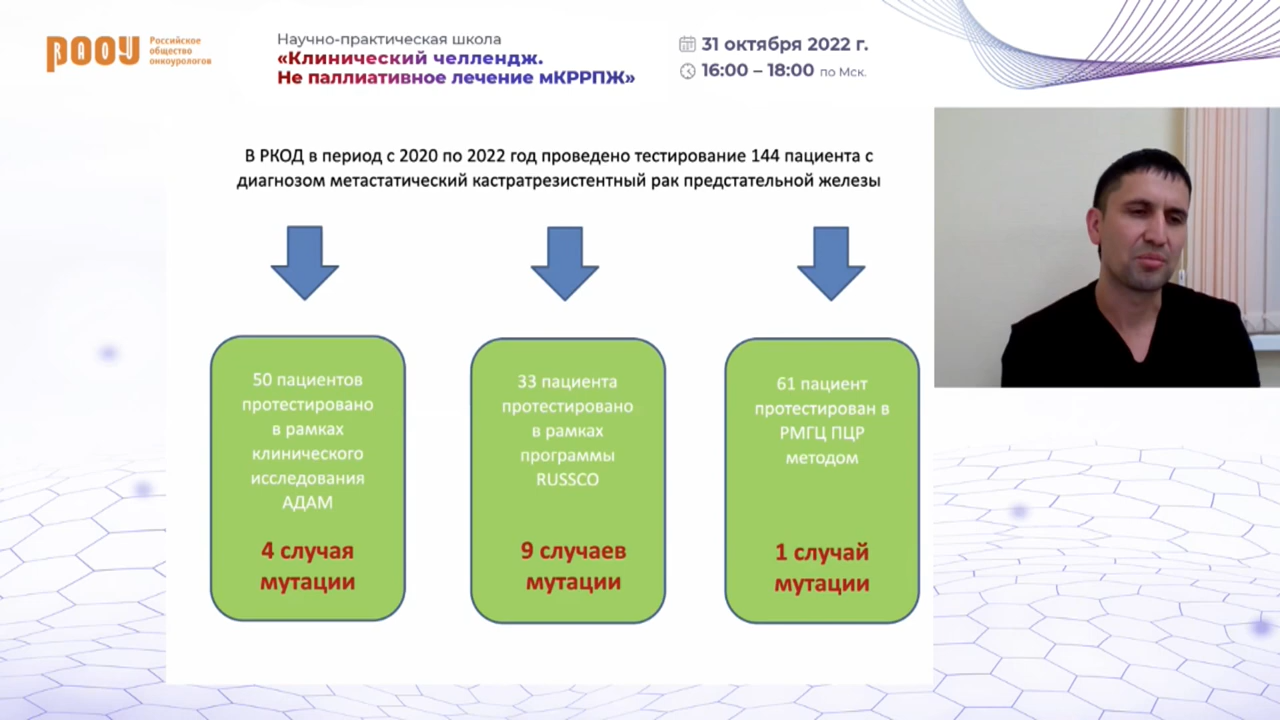 РАОУ
Российское
общество
онкоурологов
Научно-практическая школа
«Клинический челлендж.
Не паллиативное лечение мКРРПЖ»
31 октября 2022 г.
16:00 – 18:00 по Мск.
В РКОД в период с 2020 по 2022 год проведено тестирование 144 пациента с
диагнозом метастатический кастратрезистентный рак предстательной железы
50 пациентов
протестировано
в рамках
клинического
исследования
АДАМ
4 случая
мутации
33 пациента
протестировано
в рамках
программы
RUSSCO
9 случаев
мутации
61 пациент
протестирован в
РМГЦ ПЦР
методом
1 случай
мутации